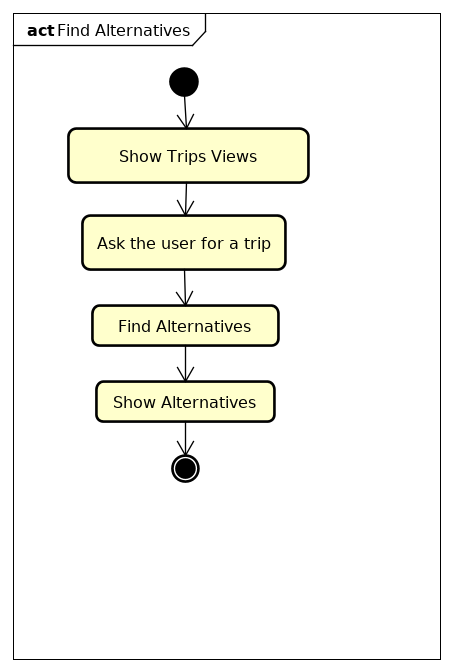 act Find Alternatives
Show Trips Views
Ask the user for a trip
Find Alternatives
Show Alternatives